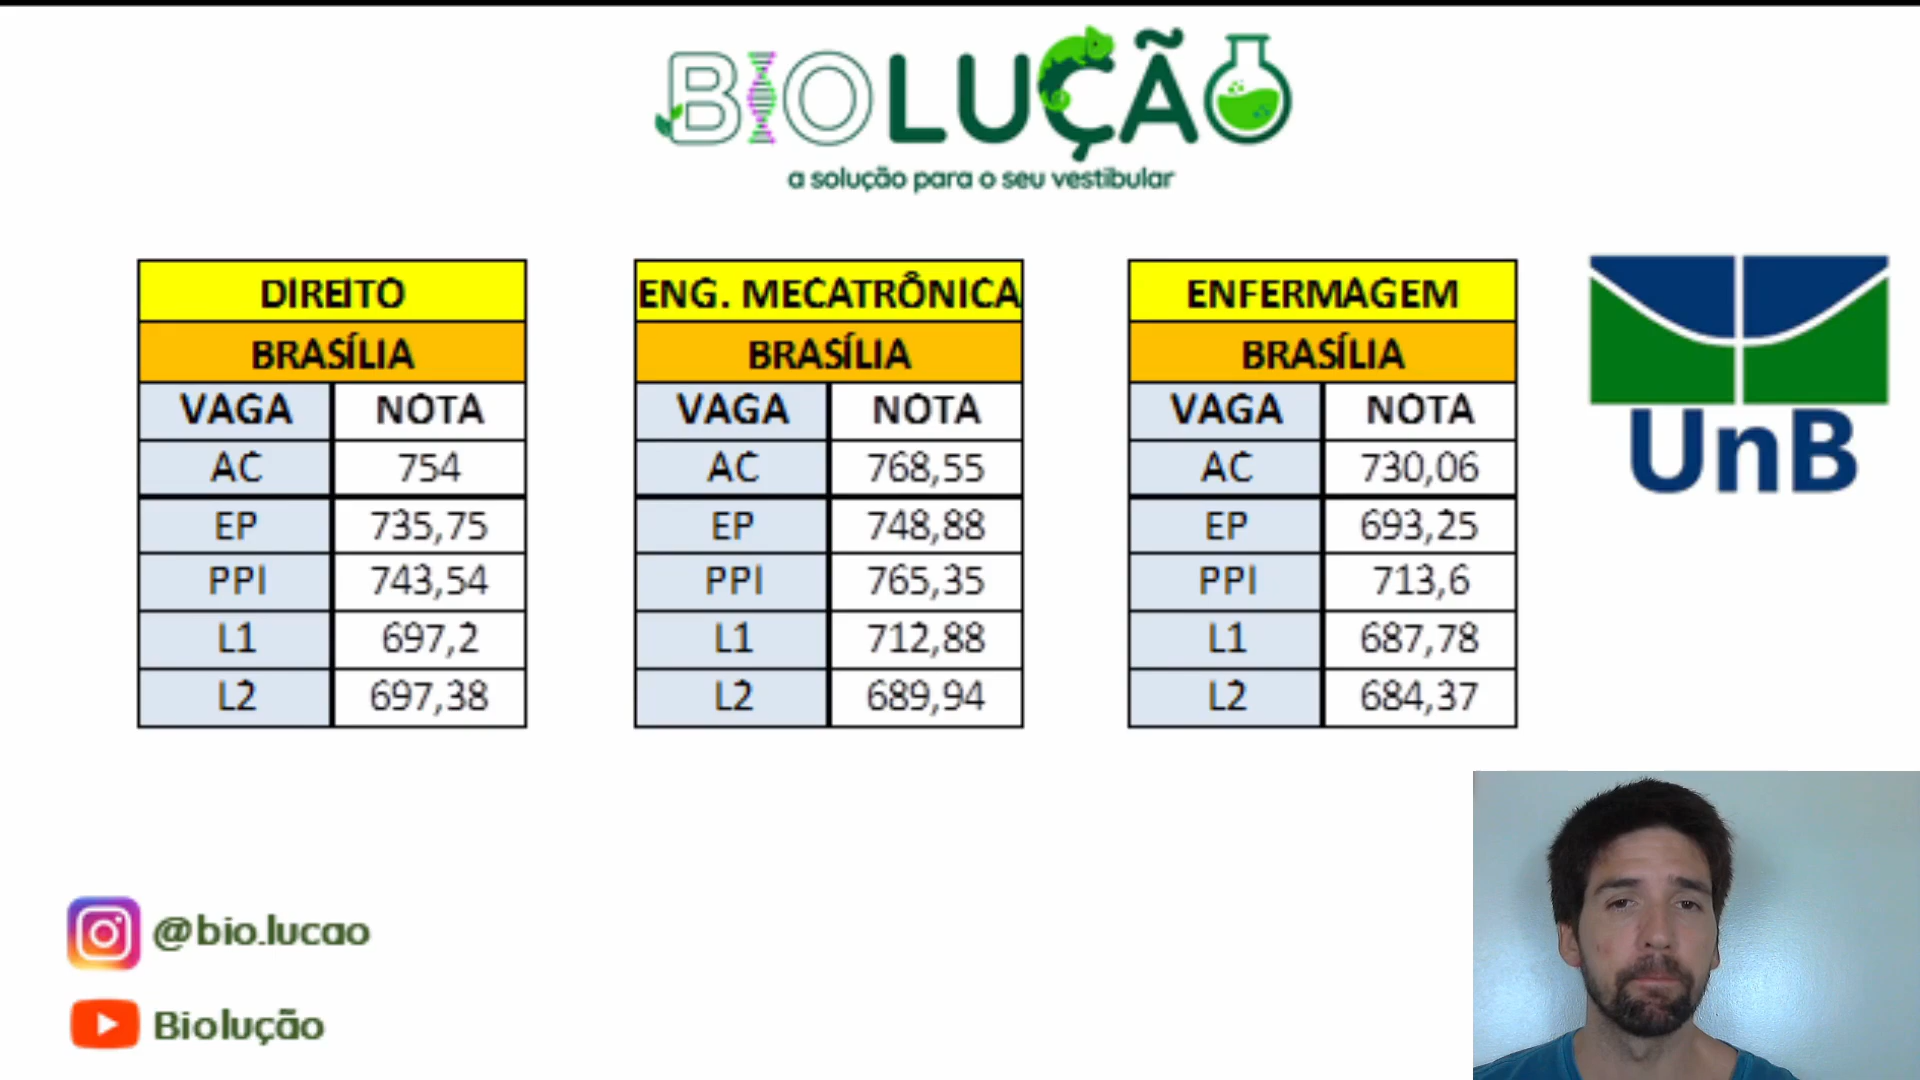 BIOLUÇÃO
a solução para o seu vestibular
DIREITO
BRASÍLIA
VAGA NOTA
AC 754
EP 735,75
PPI 743,54
L1 697,2
L2 697,38
ENG. MECATRÔNICA
BRASÍLIA
VAGA NOTA
AC 768,55
EP 748,88
PPI 765,35
L1 712,88
L2 689,94
ENFERMAGEM
BRASÍLIA
VAGA NOTA
AC 730,06
EP 693,25
PPI 713,6
L1 687,78
L2 684,37
UnB
@bio.lucao
Biolução